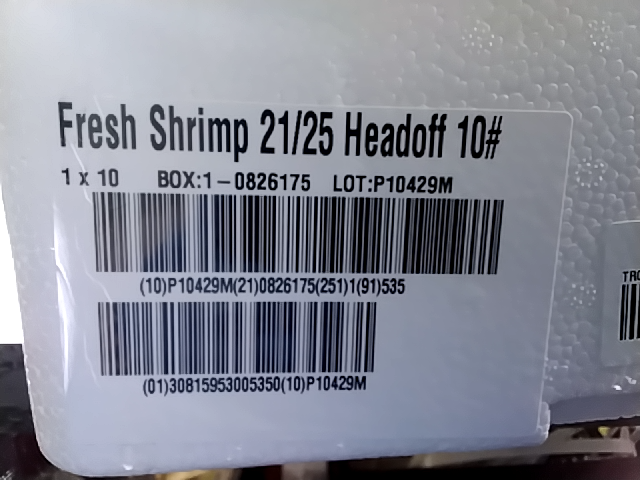 Fresh Shrimp 21/25 Headoff 10#
1 x 10 BOX:1-0826175 LOT:P10429M
(10)P10429M(21)0826175(251)1(91)535
(01)30815953005350(10)P10429M